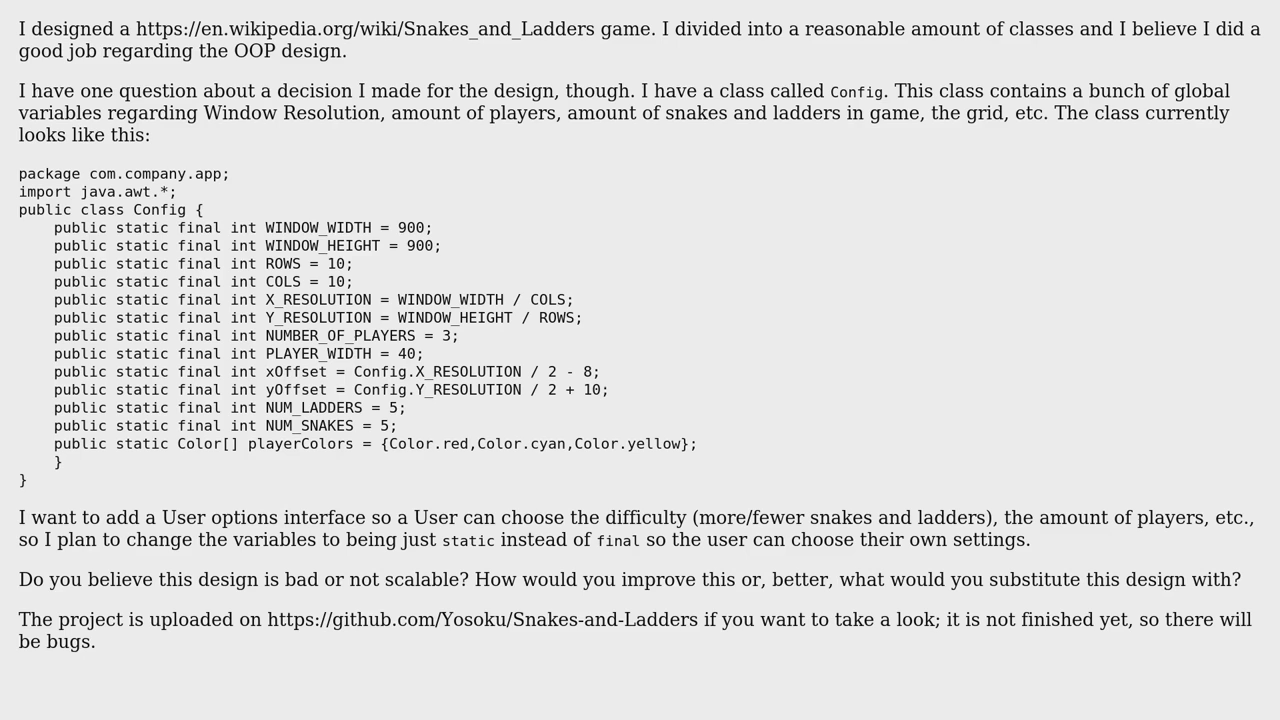 I designed a https://en.wikipedia.org/wiki/Snakes_and_Ladders game. I divided into a reasonable amount of classes and I believe I did a
good job regarding the OOP design.
I have one question about a decision I made for the design, though. I have a class called Config. This class contains a bunch of global
variables regarding Window Resolution, amount of players, amount of snakes and ladders in game, the grid, etc. The class currently
looks like this:
package com.company.app;
import java.awt.*;
public class Config {
    public static final int WINDOW_WIDTH = 900;
    public static final int WINDOW_HEIGHT = 900;
    public static final int ROWS = 10;
    public static final int COLS = 10;
    public static final int X_RESOLUTION = WINDOW_WIDTH / COLS;
    public static final int Y_RESOLUTION = WINDOW_HEIGHT / ROWS;
    public static final int NUMBER_OF_PLAYERS = 3;
    public static final int PLAYER_WIDTH = 40;
    public static final int xOffset = Config.X_RESOLUTION / 2 - 8;
    public static final int yOffset = Config.Y_RESOLUTION / 2 + 10;
    public static final int NUM_LADDERS = 5;
    public static final int NUM_SNAKES = 5;
    public static Color[] playerColors = {Color.red,Color.cyan,Color.yellow};
    }
}
I want to add a User options interface so a User can choose the difficulty (more/fewer snakes and ladders), the amount of players, etc.,
so I plan to change the variables to being just static instead of final so the user can choose their own settings.
Do you believe this design is bad or not scalable? How would you improve this or, better, what would you substitute this design with?
The project is uploaded on https://github.com/Yosoku/Snakes-and-Ladders if you want to take a look; it is not finished yet, so there will
be bugs.